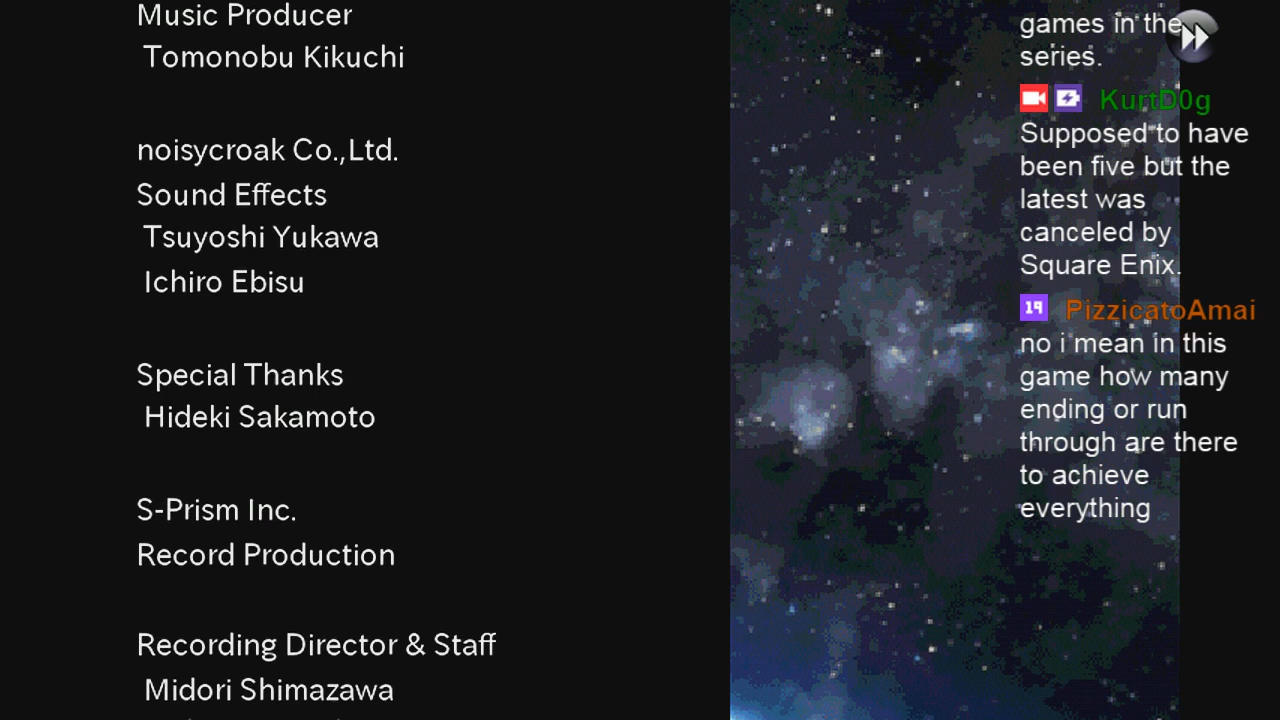 Music Producer
Tomonobu Kikuchi
noisycroak Co.,Ltd.
Sound Effects
Tsuyoshi Yukawa
Ichiro Ebisu
Special Thanks
Hideki Sakamoto
S-Prism Inc.
Record Production
Recording Director & Staff
Midori Shimazawa
games in the
series.
KurtD0g
Supposed to have
been five but the
latest was
canceled by
Square Enix.
19 PizzicatoAmai
no i mean in this
game how many
ending or run
through are there
to achieve
everything